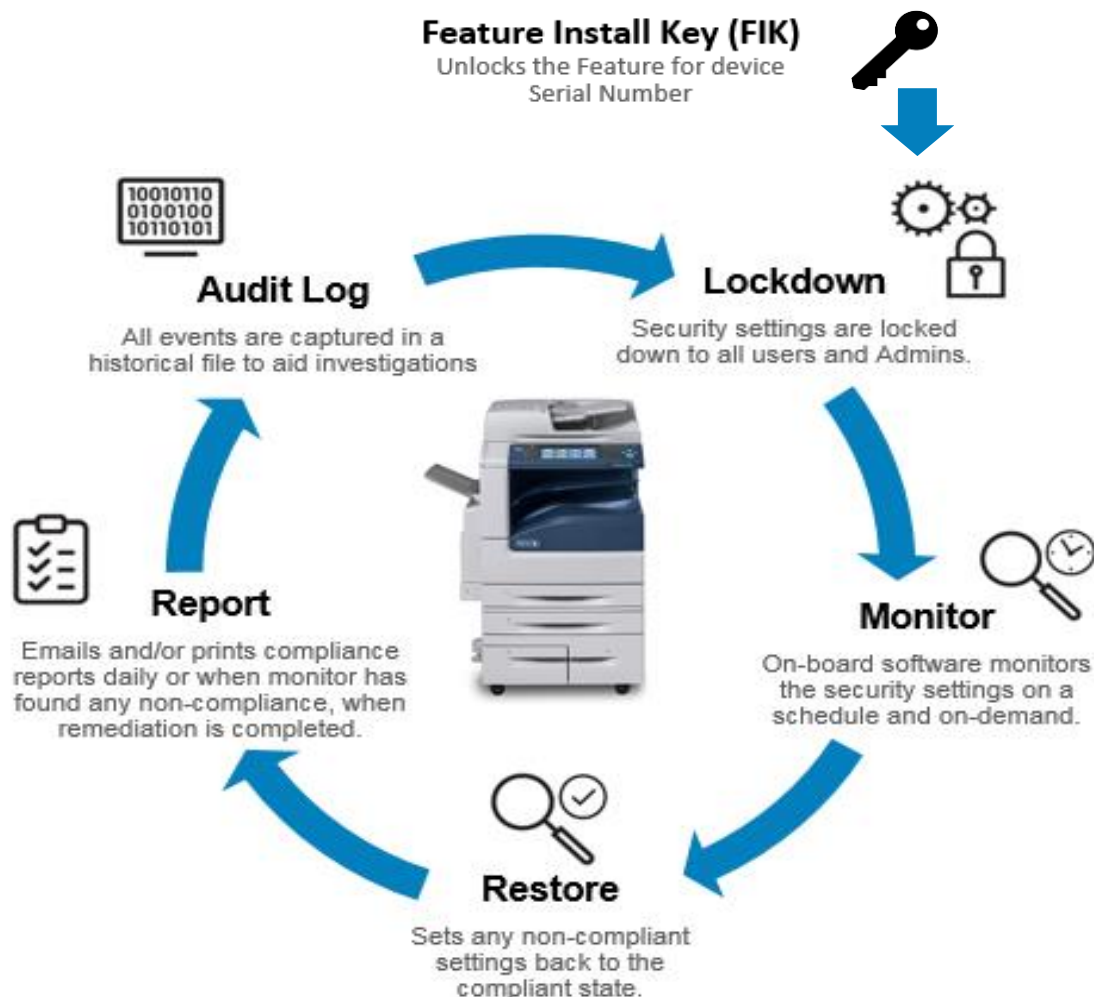 Feature Install Key (FIK)
Unlocks the Feature for device
Serial Number
10010110
0100100
10110101
Audit Log
All events are captured in a
historical file to aid investigations
Lockdown
Security settings are locked
down to all users and Admins.
Monitor
On-board software monitors
the security settings on a
schedule and on-demand.
Restore
Sets any non-compliant
settings back to the
compliant state.
Report
Emails and/or prints compliance
reports daily or when monitor has
found any non-compliance, when
remediation is completed.